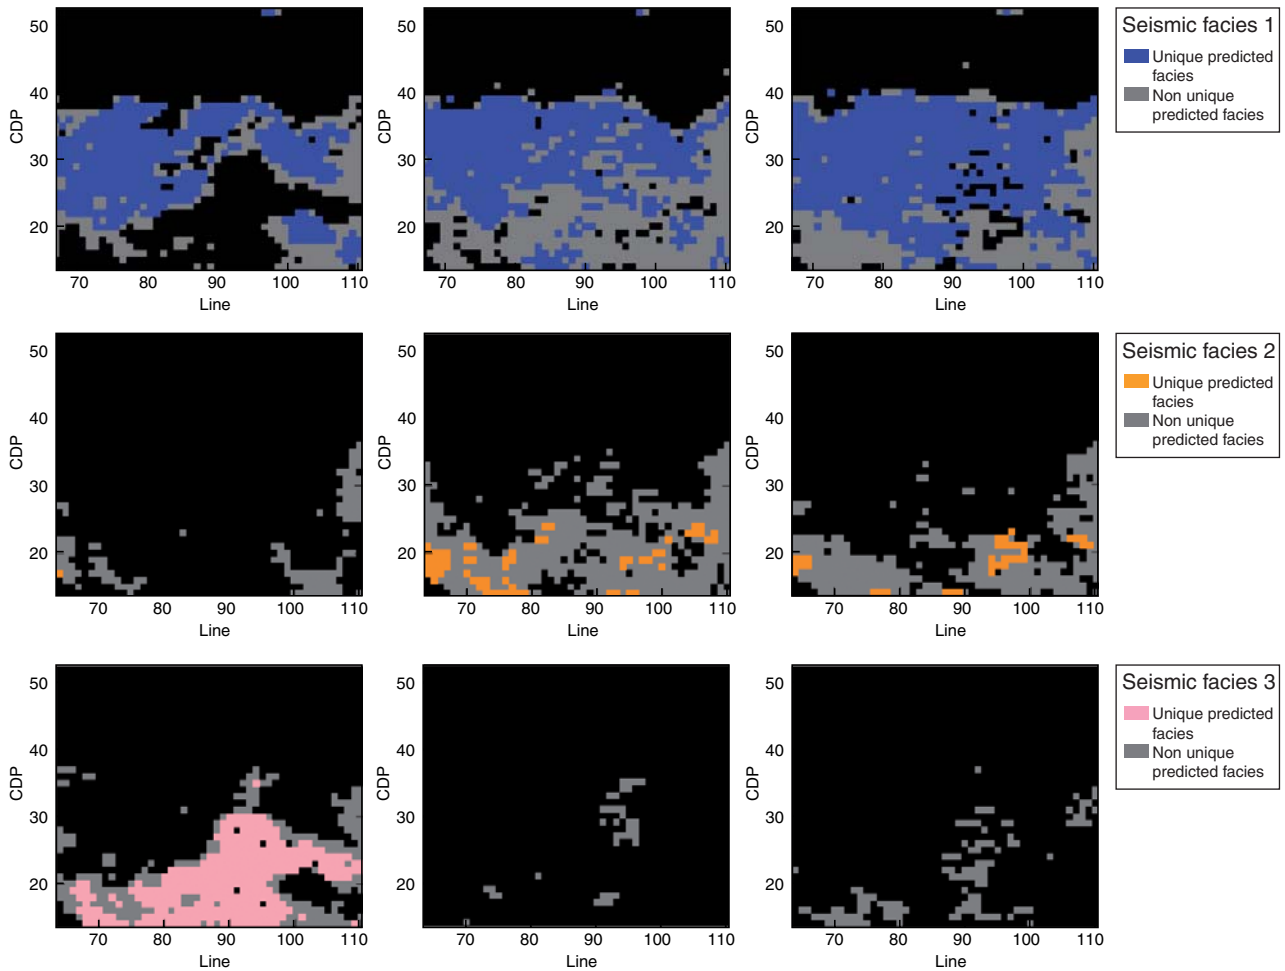 50
40
30
20
CDP
70
80
90
100
110
Line
50
40
30
20
CDP
70
80
90
100
110
Line
50
40
30
20
CDP
70
80
90
100
110
Line
Seismic facies 1
Unique predicted
facies
Non unique
predicted facies
50
40
30
20
CDP
70
80
90
100
110
Line
50
40
30
20
CDP
70
80
90
100
110
Line
50
40
30
20
CDP
70
80
90
100
110
Line
Seismic facies 2
Unique predicted
facies
Non unique
predicted facies
50
40
30
20
CDP
70
80
90
100
110
Line
50
40
30
20
CDP
70
80
90
100
110
Line
50
40
30
20
CDP
70
80
90
100
110
Line
Seismic facies 3
Unique predicted
facies
Non unique
predicted facies